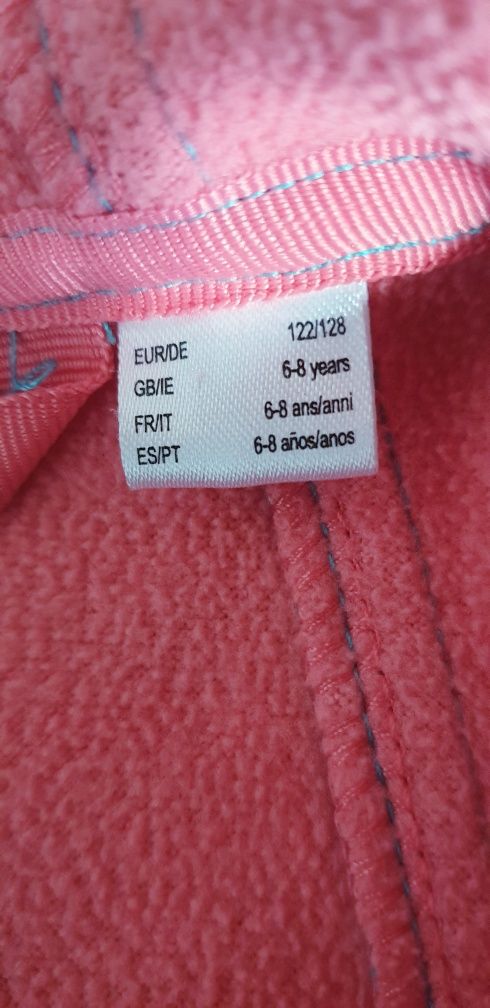 EUR/DE 122/128
GB/IE 6-8 years
FR/IT 6-8 ans/anni
ES/PT 6-8 años/anos